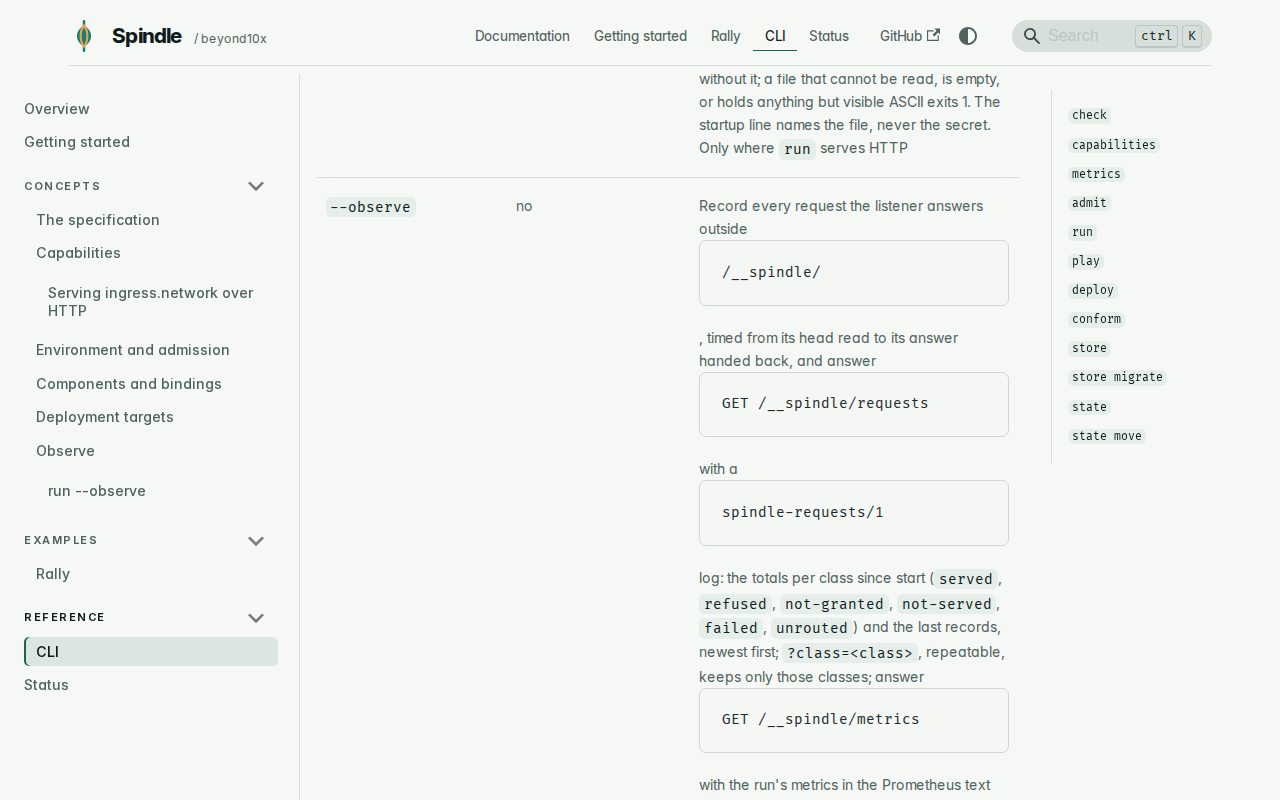 Spindle / beyond10x
Documentation Getting started Rally CLI Status GitHub Search ctrl K
Overview
Getting started
CONCEPTS
The specification
Capabilities
Serving ingress.network over
HTTP
Environment and admission
Components and bindings
Deployment targets
Observe
run --observe
EXAMPLES
Rally
REFERENCE
CLI
Status
without it; a file that cannot be read, is empty,
or holds anything but visible ASCII exits 1. The
startup line names the file, never the secret.
Only where run serves HTTP
--observe no Record every request the listener answers
outside
/__spindle/
, timed from its head read to its answer
handed back, and answer
GET /__spindle/requests
with a
spindle-requests/1
log: the totals per class since start ( served ,
refused , not-granted , not-served ,
failed , unrouted ) and the last records,
newest first; ?class=<class> , repeatable,
keeps only those classes; answer
GET /__spindle/metrics
with the run's metrics in the Prometheus text
check
capabilities
metrics
admit
run
play
deploy
conform
store
store migrate
state
state move